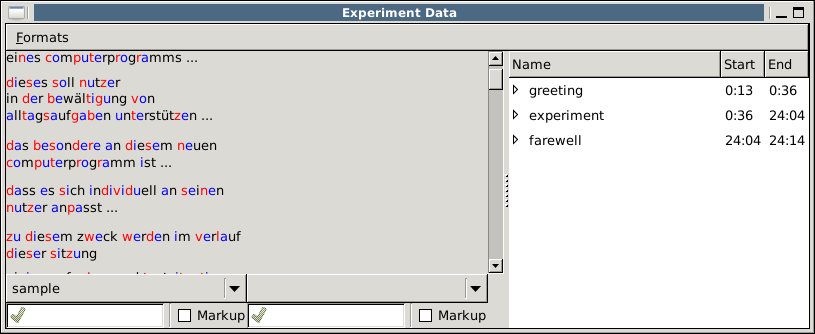 Experiment Data
Formats
eines computerprogramms ...
dieses soll nutzer
in der bewältigung von
alltagsaufgaben unterstützen ...
das besondere an diesem neuen
computerprogramm ist ...
dass es sich individuell an seinen
nutzer anpasst ...
zu diesem zweck werden im verlauf
dieser sitzung
sample
Markup
Markup
Name Start End
greeting 0:13 0:36
experiment 0:36 24:04
farewell 24:04 24:14